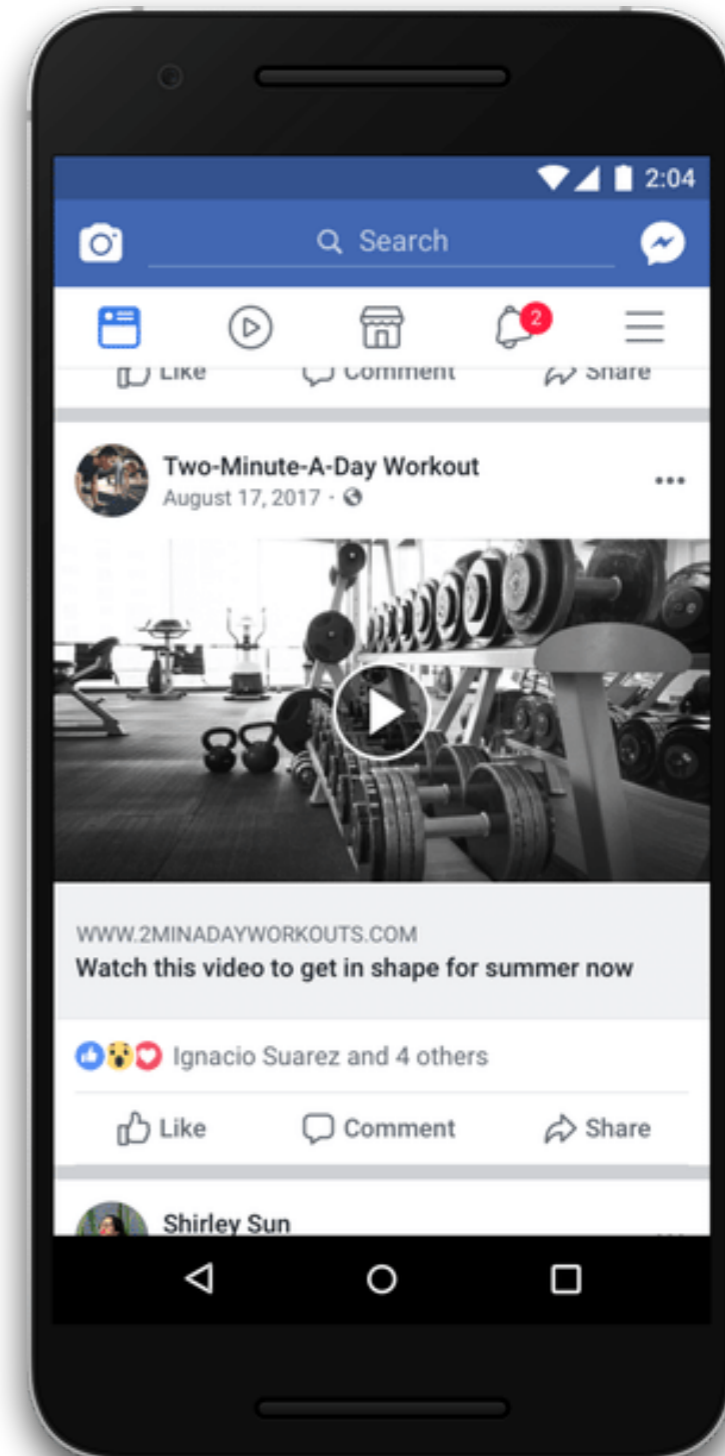 2:04
Search
2
Like Comment Share
Two-Minute-A-Day Workout
August 17, 2017 ·
WWW.2MINADAYWORKOUTS.COM
Watch this video to get in shape for summer now
Ignacio Suarez and 4 others
Like Comment Share
Shirley Sun